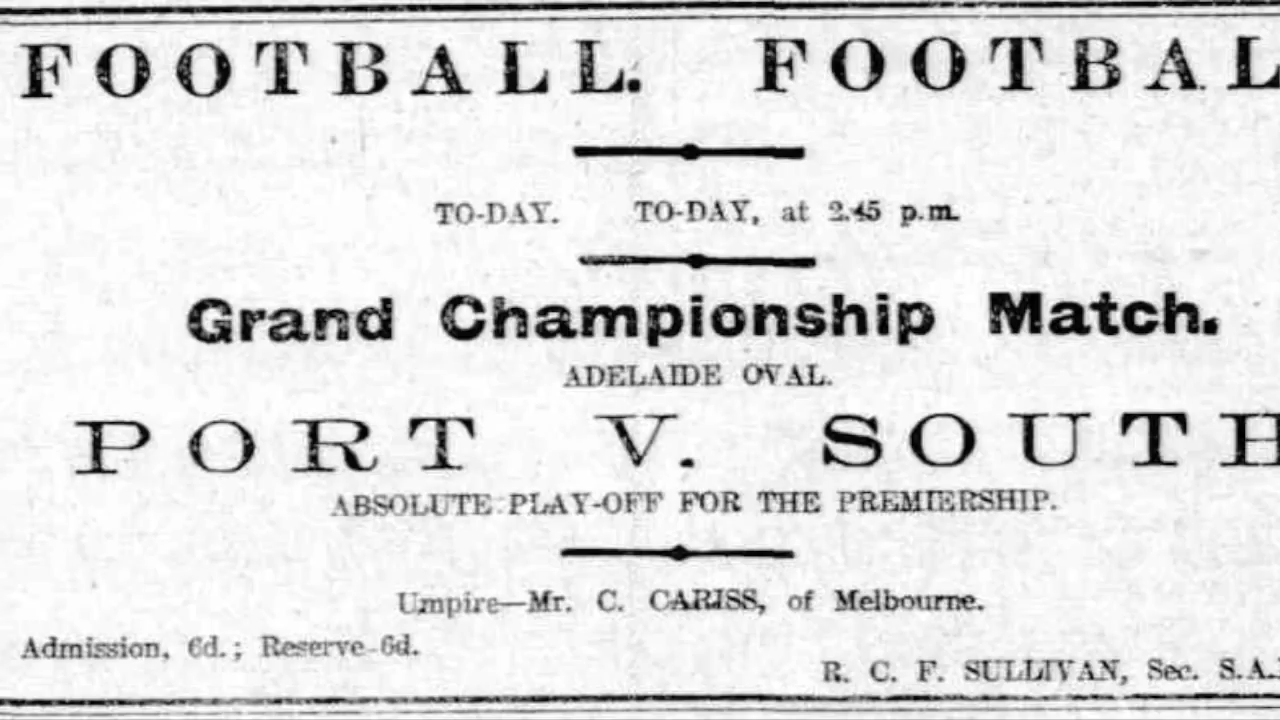 FOOTBALL. FOOTBAL
TO-DAY. TO-DAY, at 2.45 p.m.
Grand Championship Match.
ADELAIDE OVAL.
PORT V. SOUTH
ABSOLUTE PLAY-OFF FOR THE PREMIERSHIP.
Umpire—Mr. C. CARISS, of Melbourne.
Admission, 6d.; Reserve 6d.
R. C. F. SULLIVAN, Sec. S.A.